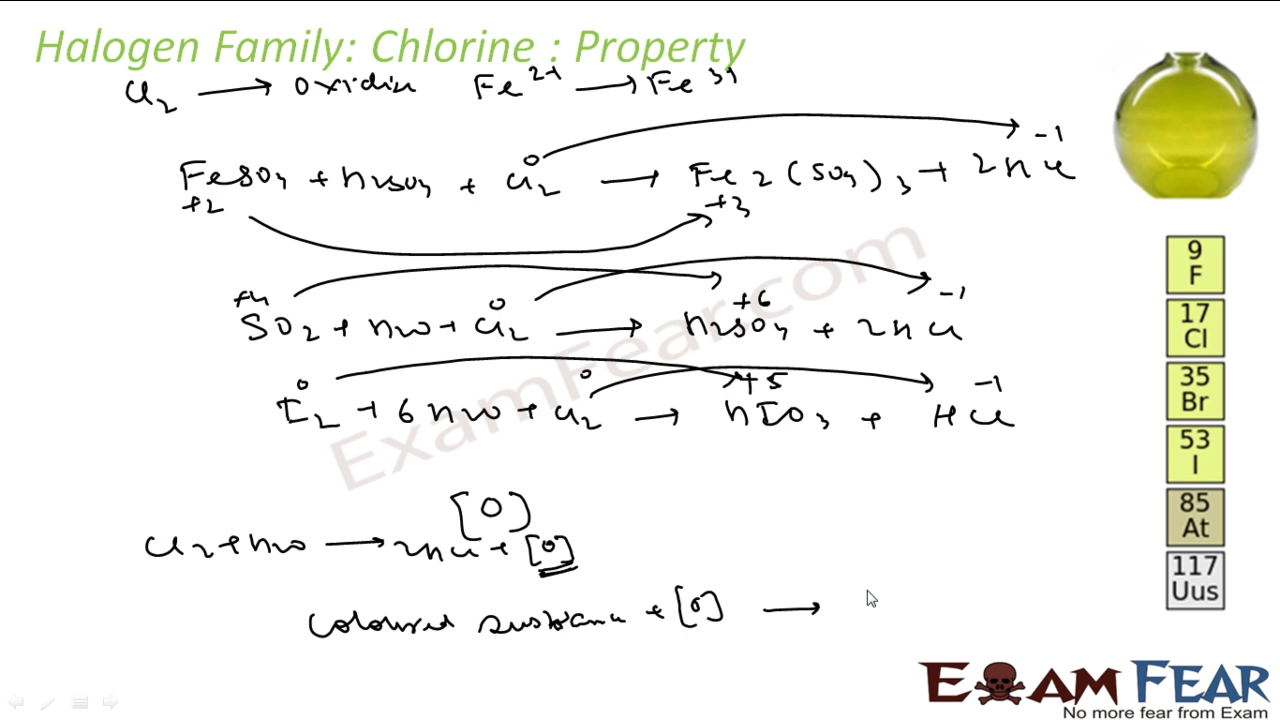 Halogen Family: Chlorine : Property
Cl2 → Oxidizin Fe2+ → Fe3+
0 -1
FeSO4 + H2SO4 + Cl2 → Fe2(SO4)3 + 2HCl
+2 +3
+4 0 +6 -1
SO2 + H2O + Cl2 → H2SO4 + 2HCl
0 0 +5 -1
I2 + 6H2O + Cl2 → HIO3 + HCl
[O]
Cl2 + H2O → 2HCl + [O]
Coloured substance + [O] →
ExamFear.com
9
F
17
Cl
35
Br
53
I
85
At
117
Uus
EXAM FEAR
No more fear from Exam